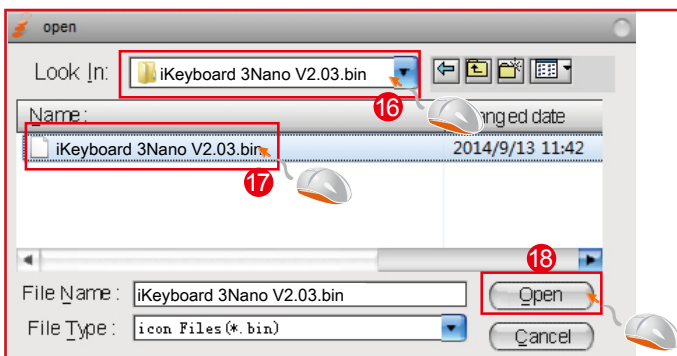 open
Look In: iKeyboard 3Nano V2.03.bin
16
Name: anged date
iKeyboard 3Nano V2.03.bin 2014/9/13 11:42
17
18
File Name: iKeyboard 3Nano V2.03.bin Open
File Type: icon Files(*.bin) Cancel